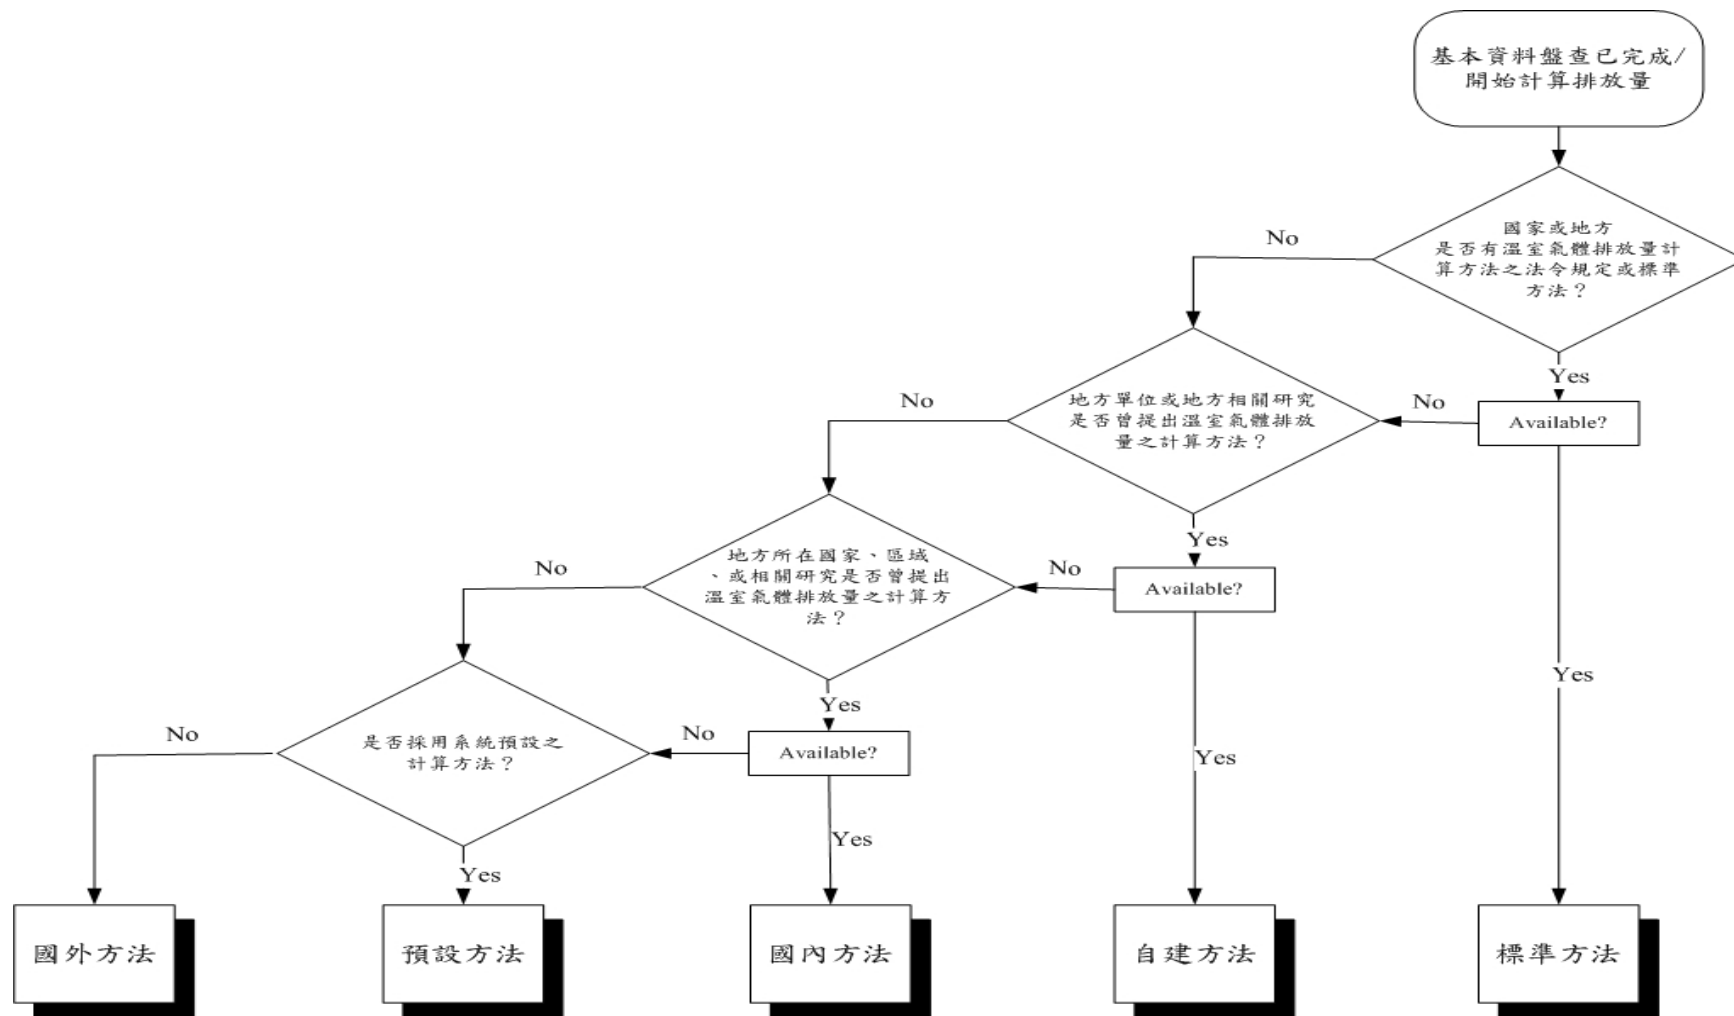 基本資料盤查已完成/
開始計算排放量
國家或地方
是否有溫室氣體排放量計
算方法之法令規定或標準
方法？
No
Yes
Available?
No
地方單位或地方相關研究
是否曾提出溫室氣體排放
量之計算方法？
No
Yes
Available?
No
地方所在國家、區域
、或相關研究是否曾提出
溫室氣體排放量之計算方
法？
No
Yes
Available?
No
是否採用系統預設之
計算方法？
No
Yes
Yes
Yes
Yes
國外方法
預設方法
國內方法
自建方法
標準方法